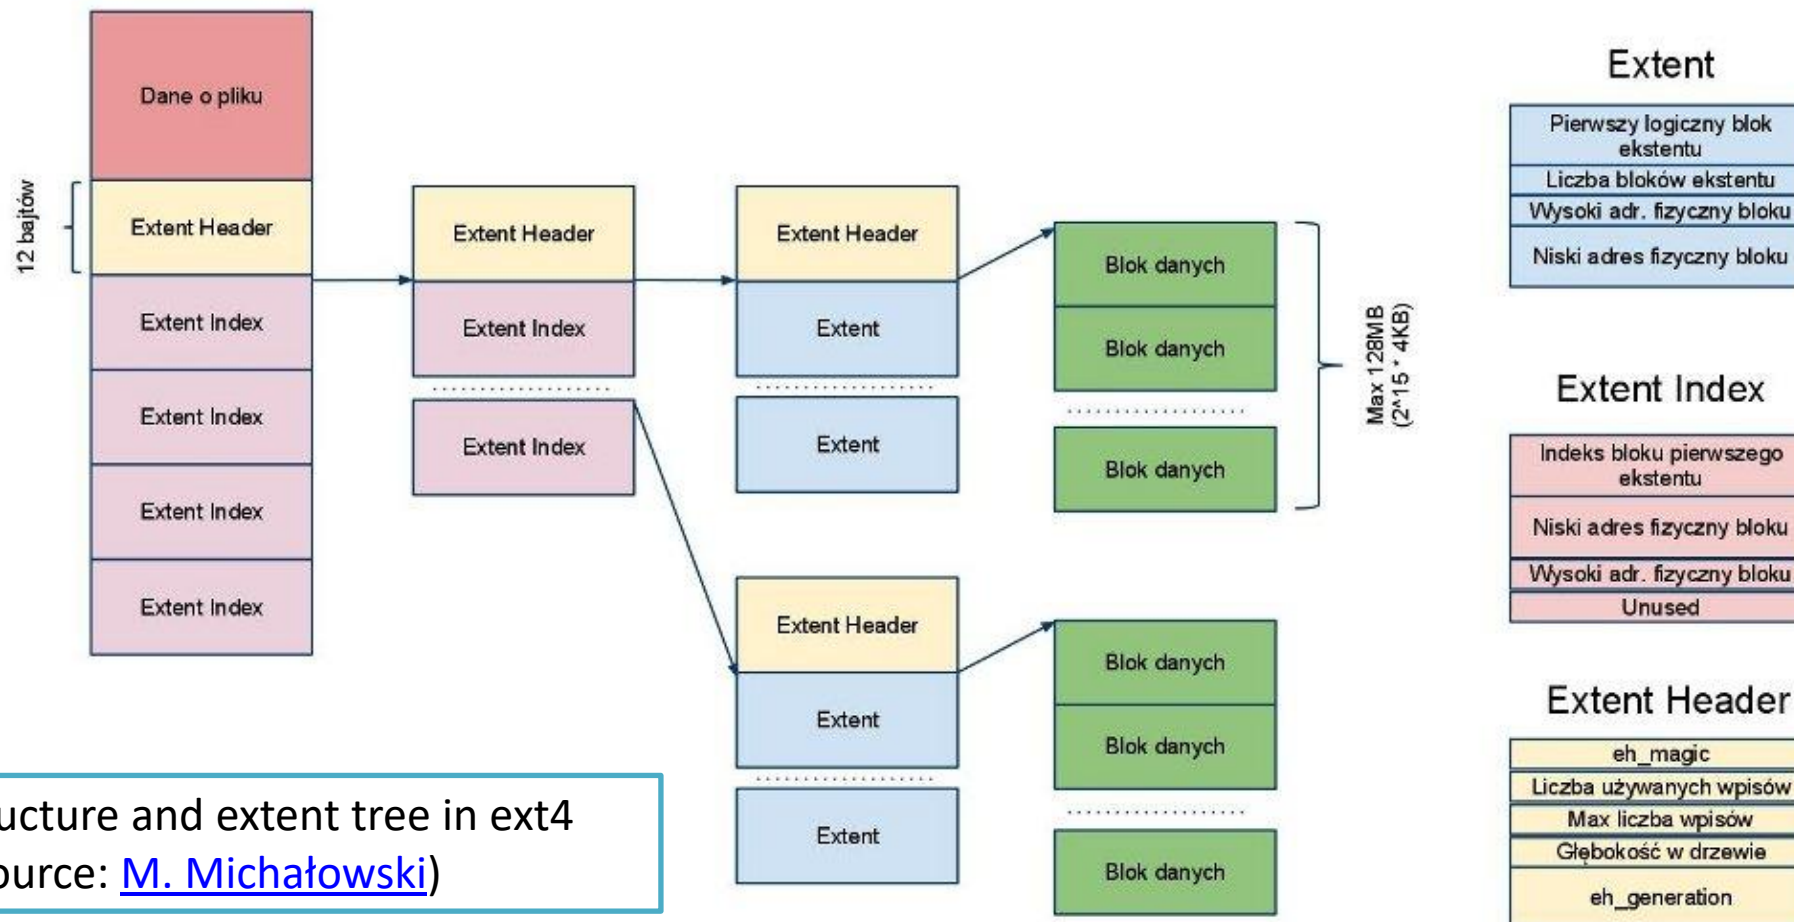 Dane o pliku
12 bajtów
Extent Header
Extent Index
Extent Index
Extent Index
Extent Index
Extent Header
Extent Index
Extent Index
Extent Header
Extent
Extent
Extent Header
Extent
Extent
Blok danych
Blok danych
Blok danych
Max 128MB
(2^15 * 4KB)
Blok danych
Blok danych
Blok danych
Extent
Pierwszy logiczny blok
ekstentu
Liczba bloków ekstentu
Wysoki adr. fizyczny bloku
Niski adres fizyczny bloku
Extent Index
Indeks bloku pierwszego
ekstentu
Niski adres fizyczny bloku
Wysoki adr. fizyczny bloku
Unused
Extent Header
eh_magic
Liczba używanych wpisów
Max liczba wpisów
Głębokość w drzewie
eh_generation
ucture and extent tree in ext4
ource: M. Michałowski)